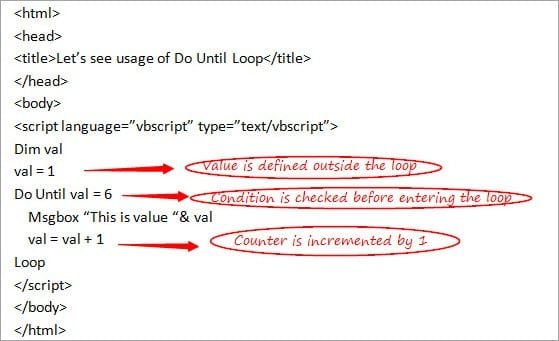 <html>
<head>
<title>Let’s see usage of Do Until Loop</title>
</head>
<body>
<script language=”vbscript” type=”text/vbscript”>
Dim val
val = 1 Value is defined outside the loop
Do Until val = 6 Condition is checked before entering the loop
Msgbox “This is value “& val
val = val + 1 Counter is incremented by 1
Loop
</script>
</body>
</html>